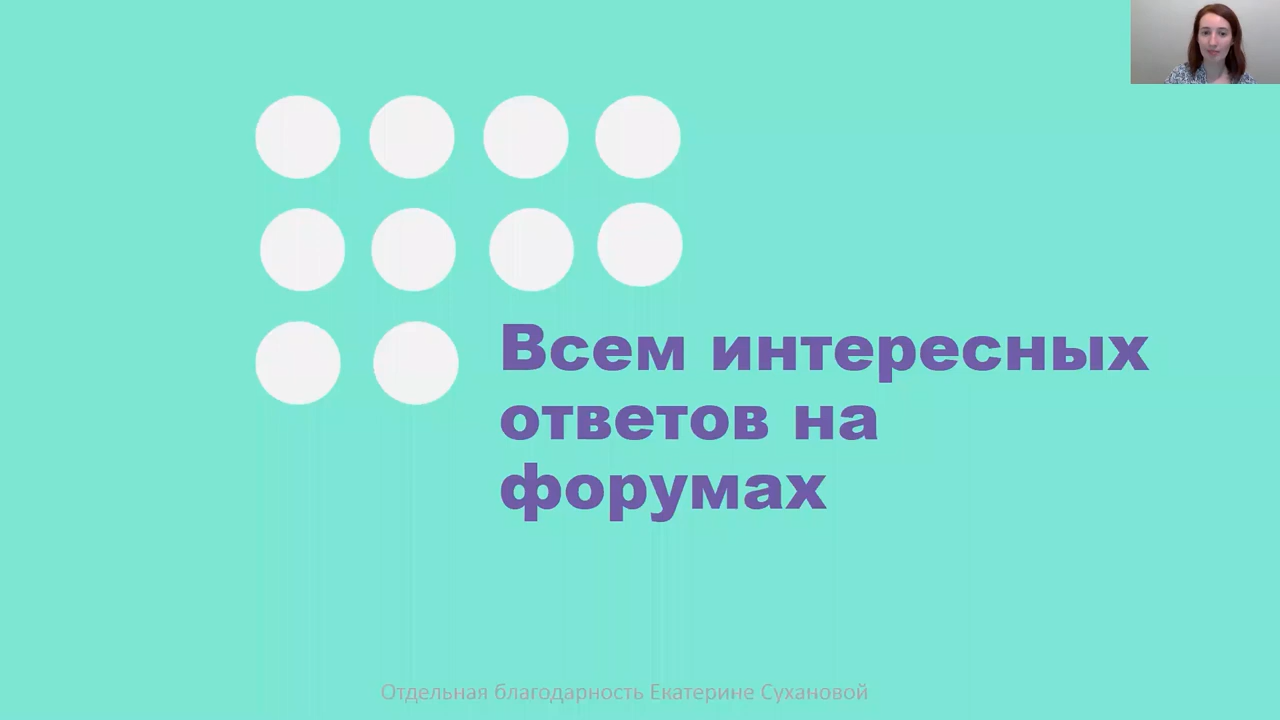 Всем интересных
ответов на
форумах
Отдельная благодарность Екатерине Сухановой